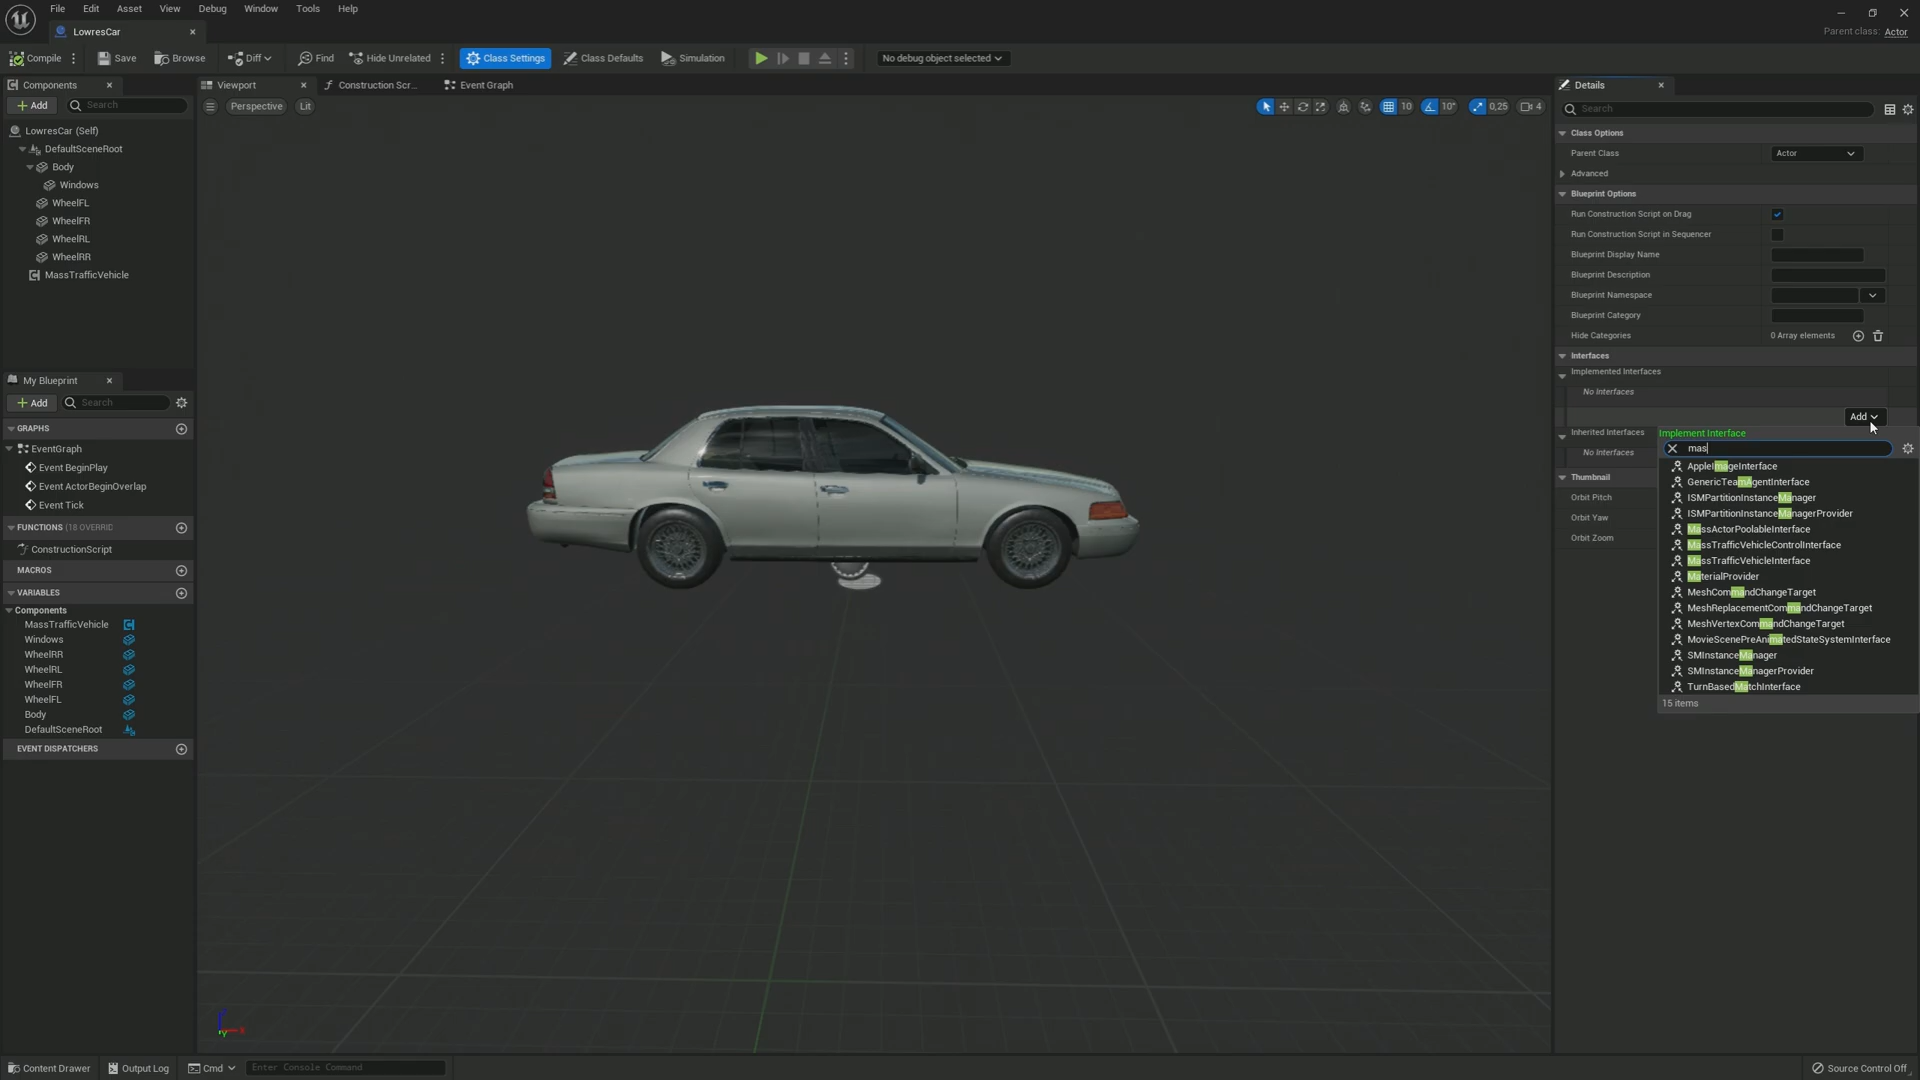 File Edit Asset View Debug Window Tools Help
LowresCar
Parent class: Actor
Compile Save Browse Diff Find Hide Unrelated Class Settings Class Defaults Simulation No debug object selected
Components
Add Search
LowresCar (Self)
DefaultSceneRoot
Body
Windows
WheelFL
WheelFR
WheelRL
WheelRR
MassTrafficVehicle
My Blueprint
Add Search
GRAPHS
EventGraph
Event BeginPlay
Event ActorBeginOverlap
Event Tick
FUNCTIONS (18 OVERRID
ConstructionScript
MACROS
VARIABLES
Components
MassTrafficVehicle
Windows
WheelRR
WheelRL
WheelFR
WheelFL
Body
DefaultSceneRoot
EVENT DISPATCHERS
Viewport Construction Scr... Event Graph
Perspective Lit
10 10° 0,25 4
Details
Search
Class Options
Parent Class Actor
Advanced
Blueprint Options
Run Construction Script on Drag
Run Construction Script in Sequencer
Blueprint Display Name
Blueprint Description
Blueprint Namespace
Blueprint Category
Hide Categories 0 Array elements
Interfaces
Implemented Interfaces
No Interfaces
Add
Inherited Interfaces
No Interfaces
Thumbnail
Orbit Pitch
Orbit Yaw
Orbit Zoom
Implement Interface
mas
AppleImageInterface
GenericTeamAgentInterface
ISMPartitionInstanceManager
ISMPartitionInstanceManagerProvider
MassActorPoolableInterface
MassTrafficVehicleControlInterface
MassTrafficVehicleInterface
MaterialProvider
MeshCommandChangeTarget
MeshReplacementCommandChangeTarget
MeshVertexCommandChangeTarget
MovieScenePreAnimatedStateSystemInterface
SMInstanceManager
SMInstanceManagerProvider
TurnBasedMatchInterface
15 items
Content Drawer Output Log Cmd Enter Console Command
Source Control Off